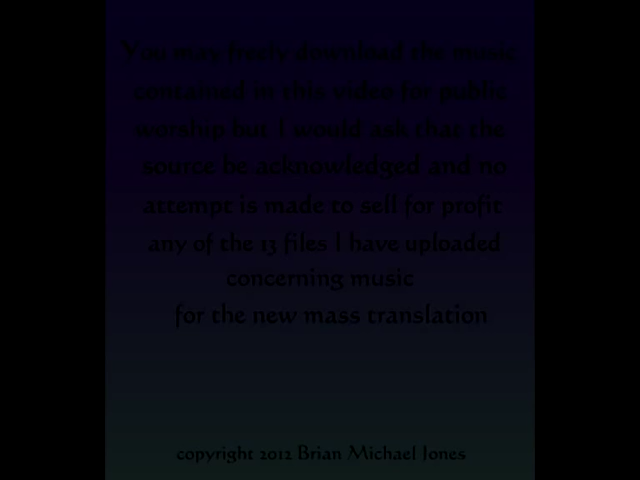 You may freely download the music
contained in this video for public
worship but I would ask that the
source be acknowledged and no
attempt is made to sell for profit
any of the 13 files I have uploaded
concerning music
for the new mass translation
copyright 2012 Brian Michael Jones